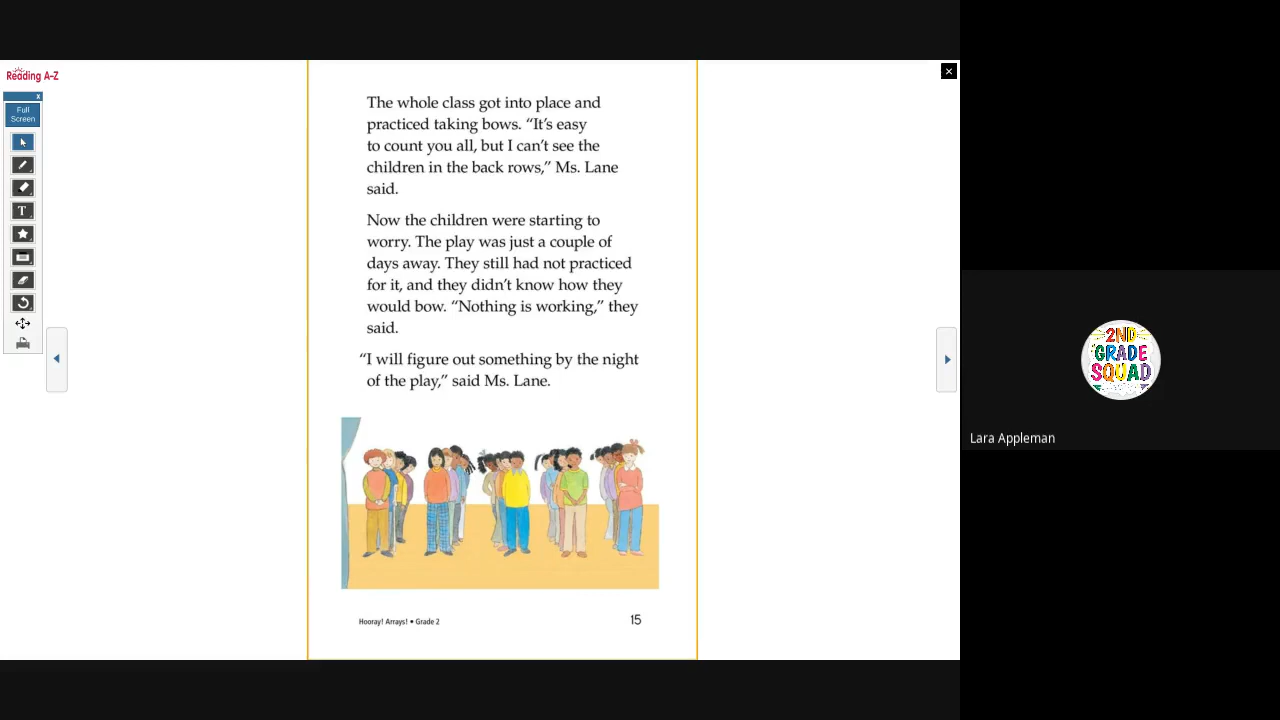 Reading A-Z
x
Full
Screen
T
The whole class got into place and
practiced taking bows. “It’s easy
to count you all, but I can’t see the
children in the back rows,” Ms. Lane
said.
Now the children were starting to
worry. The play was just a couple of
days away. They still had not practiced
for it, and they didn’t know how they
would bow. “Nothing is working,” they
said.
“I will figure out something by the night
of the play,” said Ms. Lane.
Hooray! Arrays! • Grade 2
15
2ND
GRADE
SQUAD
Lara Appleman